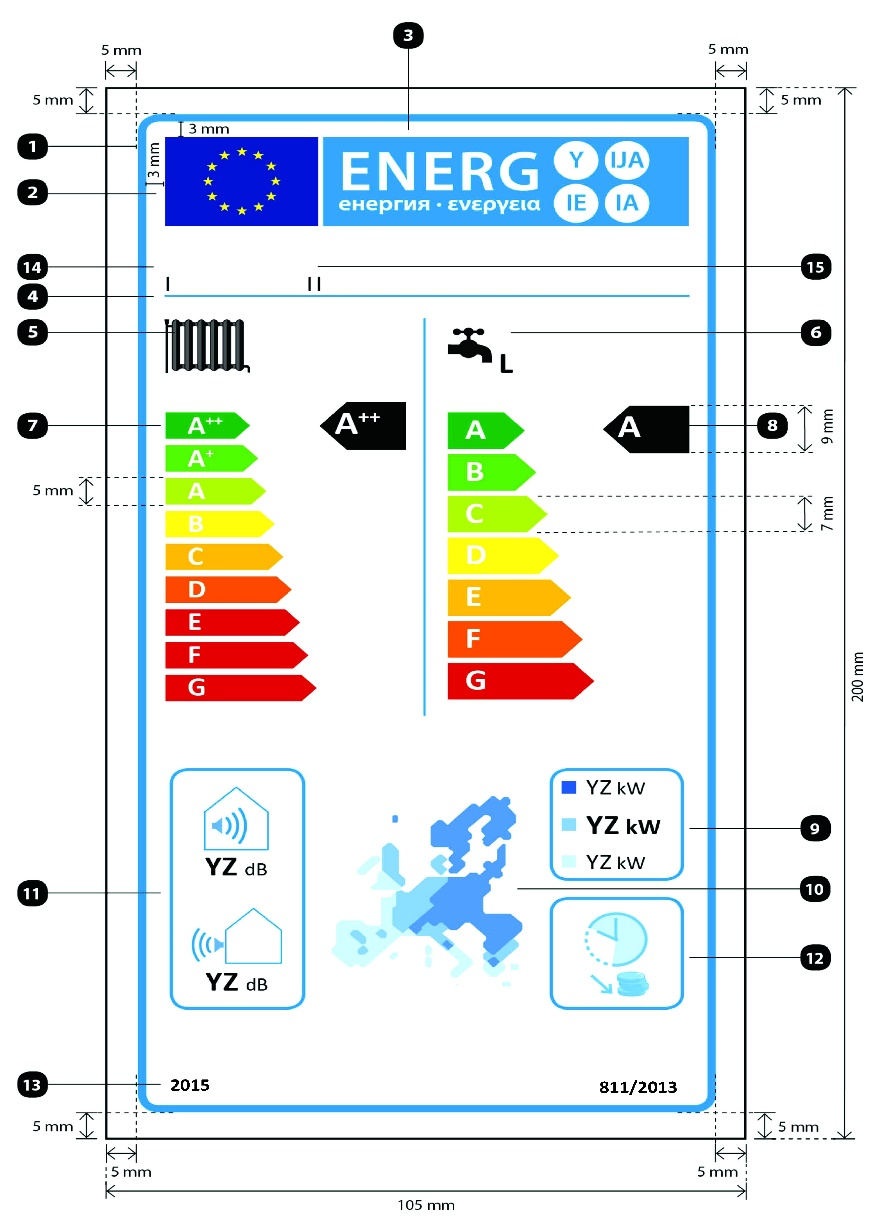 3
5 mm
5 mm
5 mm
5 mm
3 mm
1
3 mm
ENERG
Y IJA
IE IA
енергия · ενεργεια
2
14
15
I
II
4
5
6
L
7
A++
A++
A
A
8
9 mm
A+
B
5 mm
A
C
7 mm
B
D
C
E
D
F
E
G
F
G
200 mm
YZ kW
YZ kW
9
YZ kW
YZ dB
10
11
12
YZ dB
13
2015
811/2013
5 mm
5 mm
5 mm
5 mm
105 mm